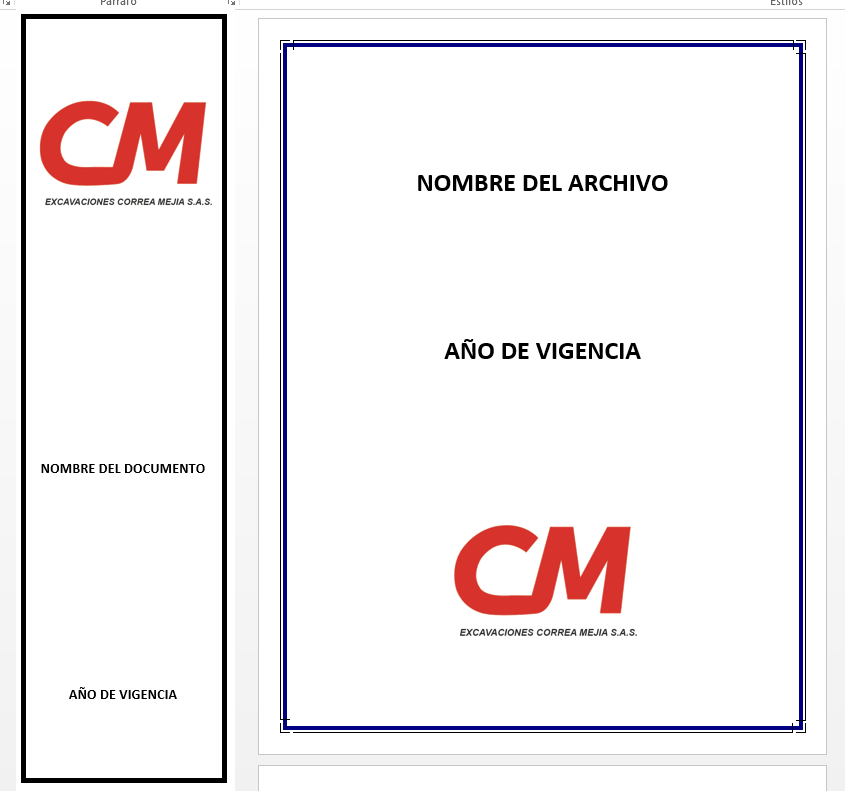 Párrafo
Estilos
CM
EXCAVACIONES CORREA MEJIA S.A.S.
NOMBRE DEL DOCUMENTO
AÑO DE VIGENCIA
NOMBRE DEL ARCHIVO
AÑO DE VIGENCIA
CM
EXCAVACIONES CORREA MEJIA S.A.S.